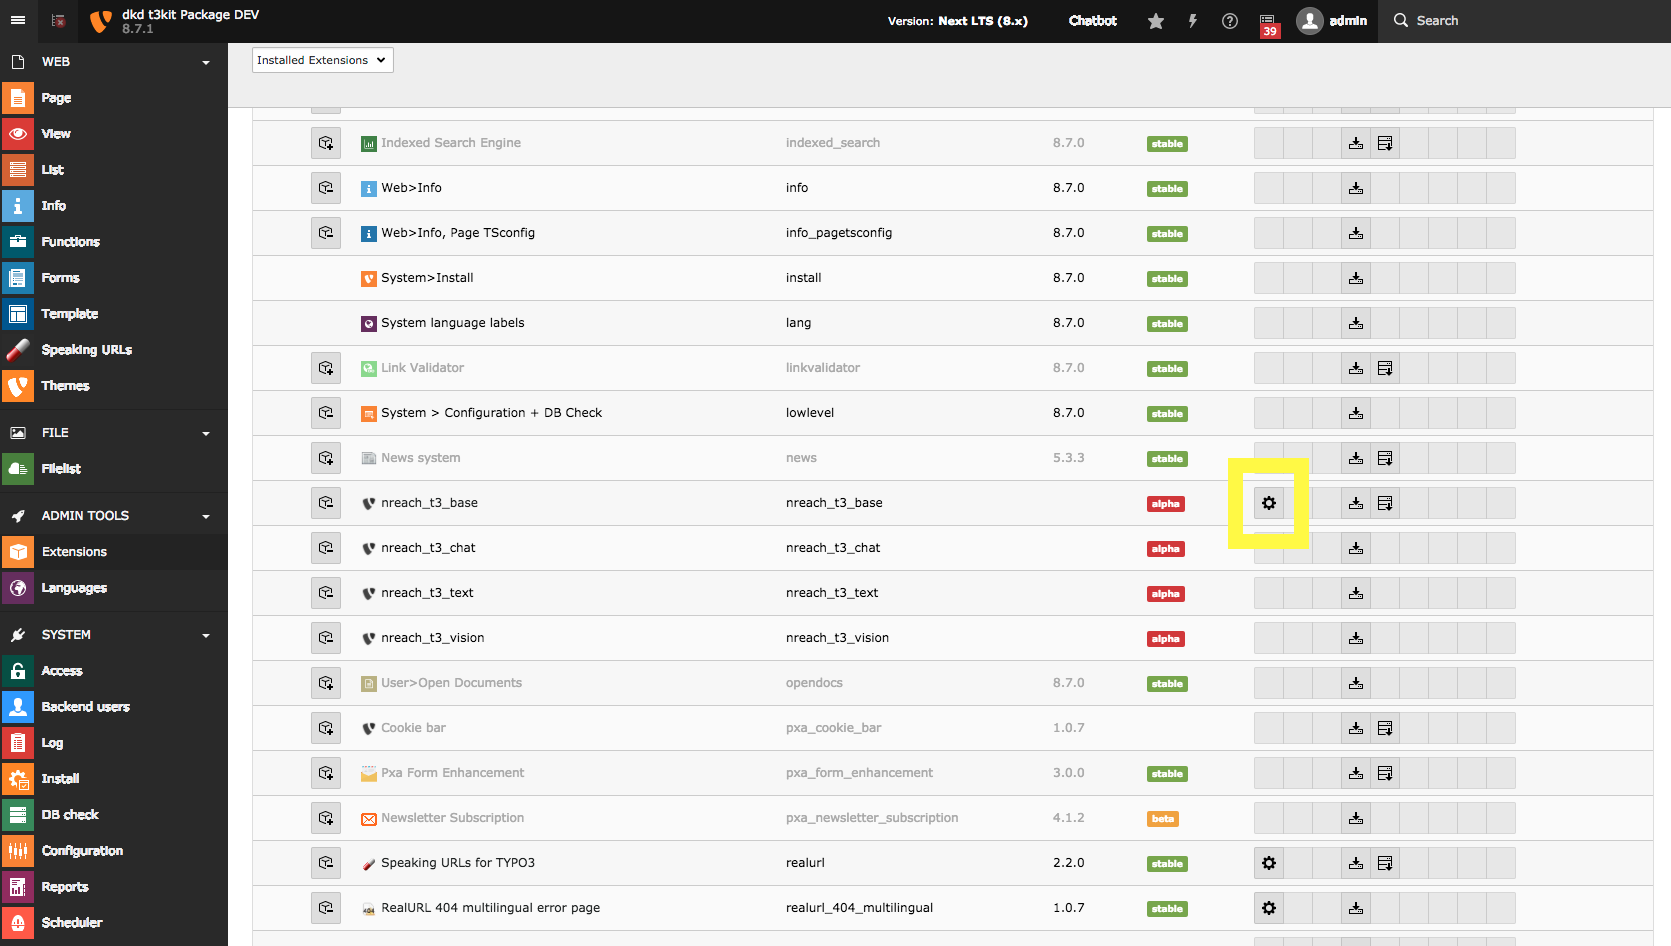 dkd t3kit Package DEV
8.7.1
Version: Next LTS (8.x)
Chatbot
39
admin
Search
WEB
Page
View
List
Info
Functions
Forms
Template
Speaking URLs
Themes
FILE
Filelist
ADMIN TOOLS
Extensions
Languages
SYSTEM
Access
Backend users
Log
Install
DB check
Configuration
Reports
Scheduler
Installed Extensions
Indexed Search Engine indexed_search 8.7.0 stable
Web>Info info 8.7.0 stable
Web>Info, Page TSconfig info_pagetsconfig 8.7.0 stable
System>Install install 8.7.0 stable
System language labels lang 8.7.0 stable
Link Validator linkvalidator 8.7.0 stable
System > Configuration + DB Check lowlevel 8.7.0 stable
News system news 5.3.3 stable
nreach_t3_base nreach_t3_base alpha
nreach_t3_chat nreach_t3_chat alpha
nreach_t3_text nreach_t3_text alpha
nreach_t3_vision nreach_t3_vision alpha
User>Open Documents opendocs 8.7.0 stable
Cookie bar pxa_cookie_bar 1.0.7
Pxa Form Enhancement pxa_form_enhancement 3.0.0 stable
Newsletter Subscription pxa_newsletter_subscription 4.1.2 beta
Speaking URLs for TYPO3 realurl 2.2.0 stable
404 RealURL 404 multilingual error page realurl_404_multilingual 1.0.7 stable